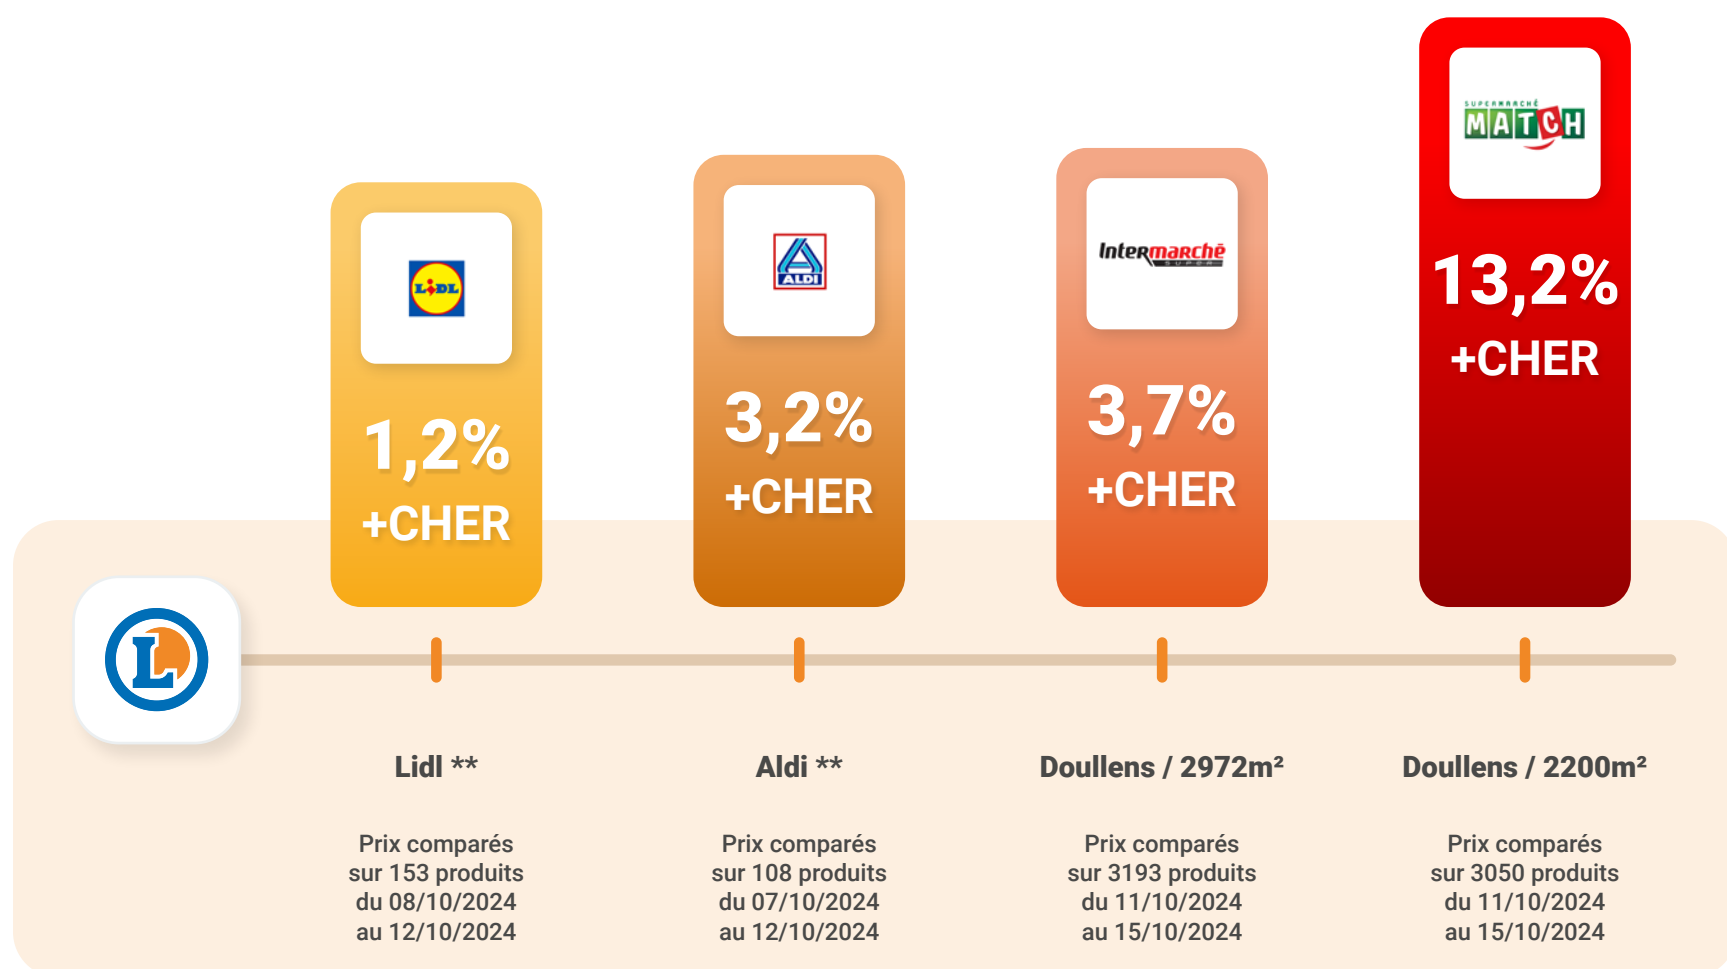 SUPERMARCHÉ
MATCH
LIDL
ALDI
Intermarchē
SUPER
13,2%
+CHER
3,7%
+CHER
3,2%
+CHER
1,2%
+CHER
L
Lidl **
Prix comparés
sur 153 produits
du 08/10/2024
au 12/10/2024
Aldi **
Prix comparés
sur 108 produits
du 07/10/2024
au 12/10/2024
Doullens / 2972m²
Prix comparés
sur 3193 produits
du 11/10/2024
au 15/10/2024
Doullens / 2200m²
Prix comparés
sur 3050 produits
du 11/10/2024
au 15/10/2024